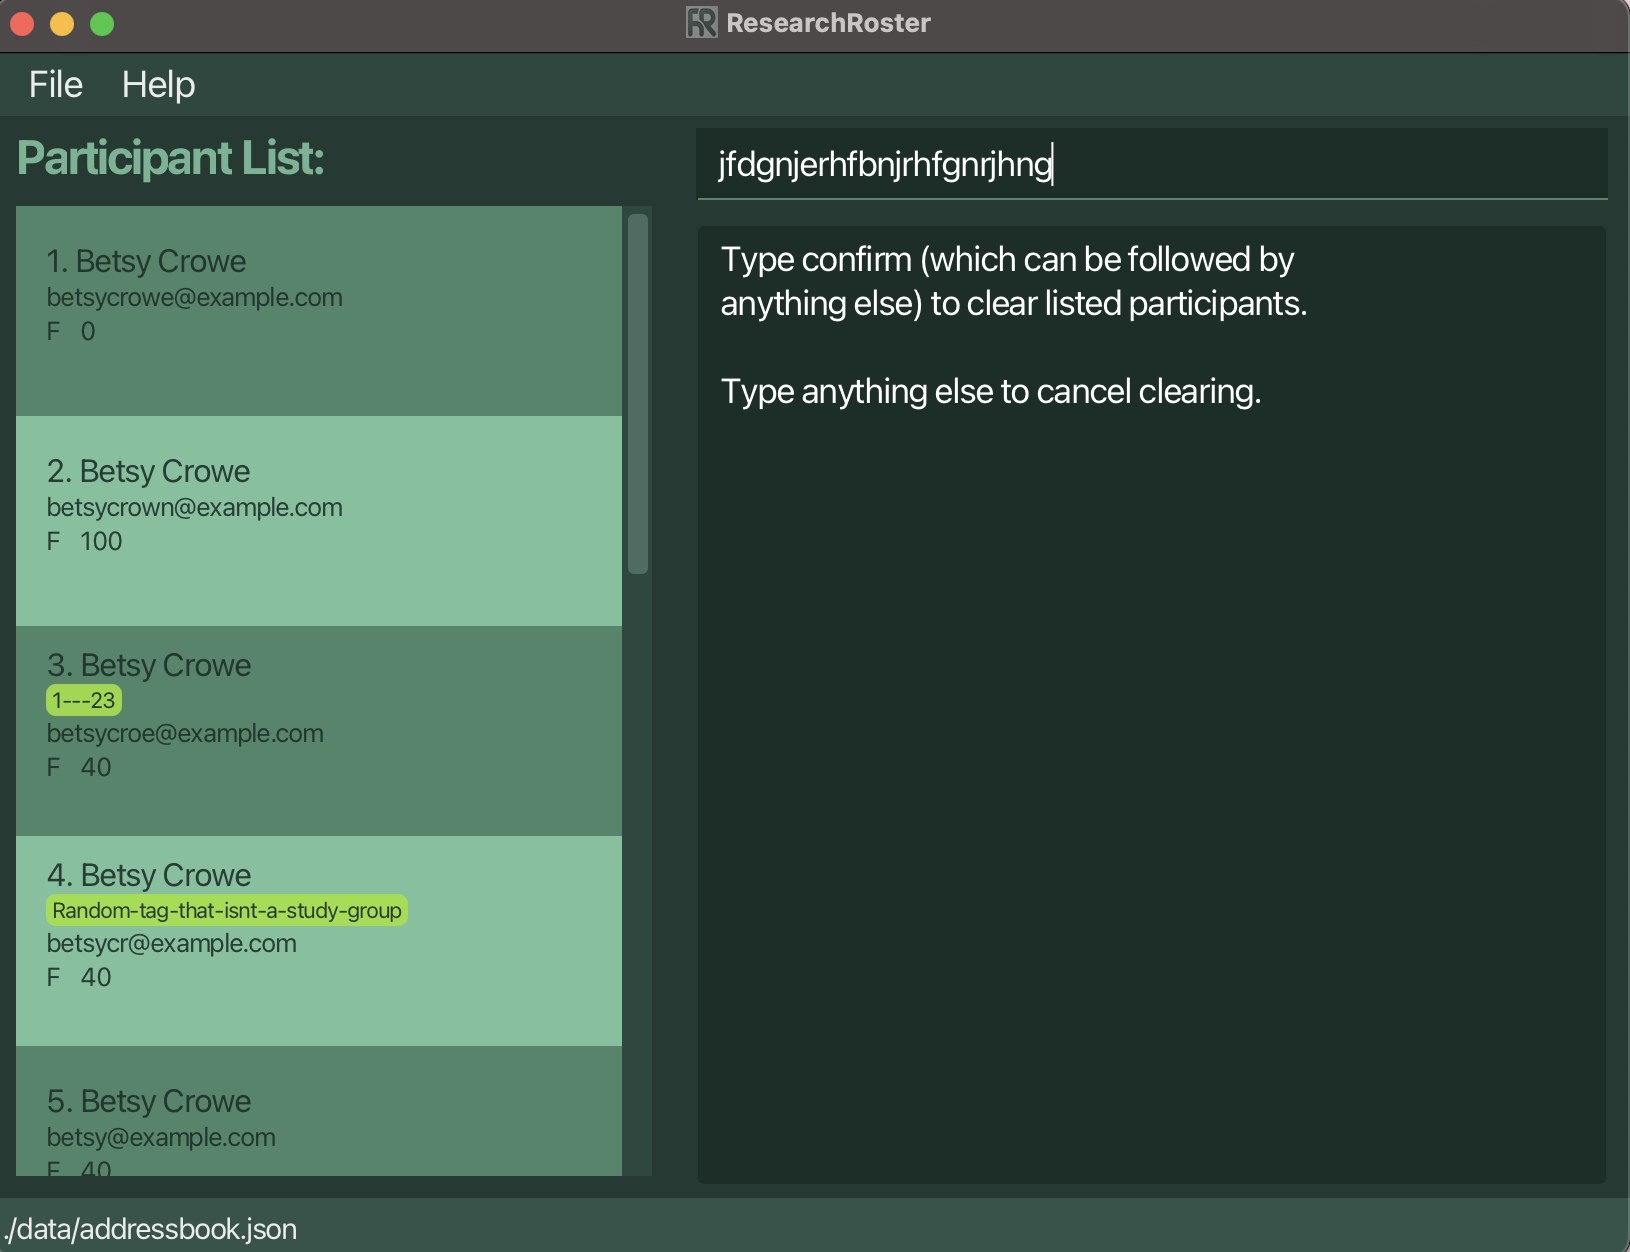 ResearchRoster
File Help
Participant List:
1. Betsy Crowe
betsycrowe@example.com
F 0
2. Betsy Crowe
betsycrown@example.com
F 100
3. Betsy Crowe
1---23
betsycroe@example.com
F 40
4. Betsy Crowe
Random-tag-that-isnt-a-study-group
betsycr@example.com
F 40
5. Betsy Crowe
betsy@example.com
F 40
jfdgnjerhfbnjrhfgnrjhng
Type confirm (which can be followed by
anything else) to clear listed participants.
Type anything else to cancel clearing.
./data/addressbook.json